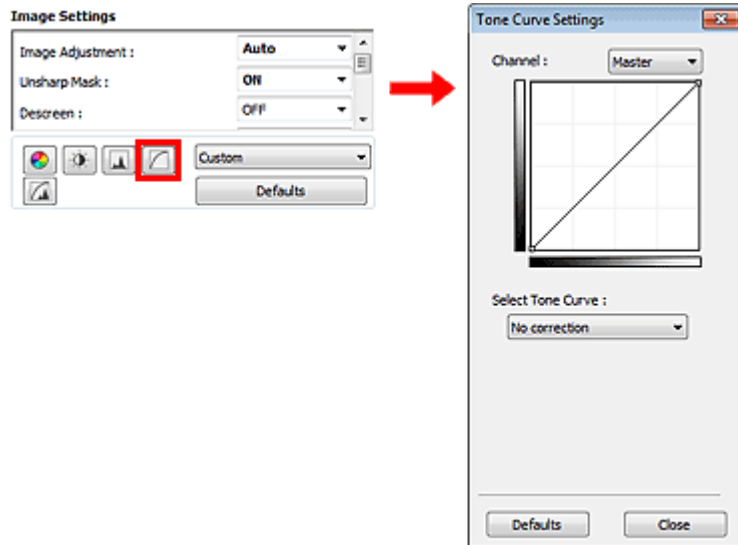 Image Settings
Image Adjustment : Auto
Unsharp Mask : ON
Descreen : OFF
Custom
Defaults
Tone Curve Settings
Channel : Master
Select Tone Curve :
No correction
Defaults Close